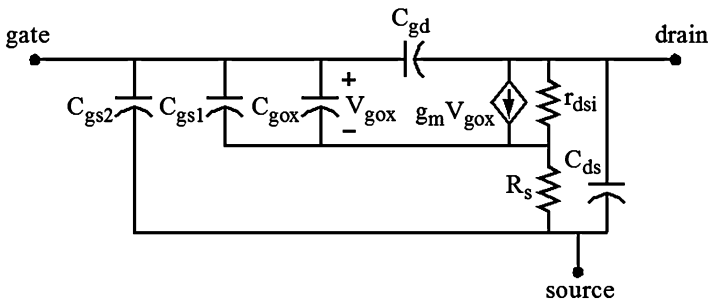 gate
C_gd
drain
C_gs2
C_gs1
C_gox
+
V_gox
−
g_mV_gox
r_dsi
C_ds
R_s
source